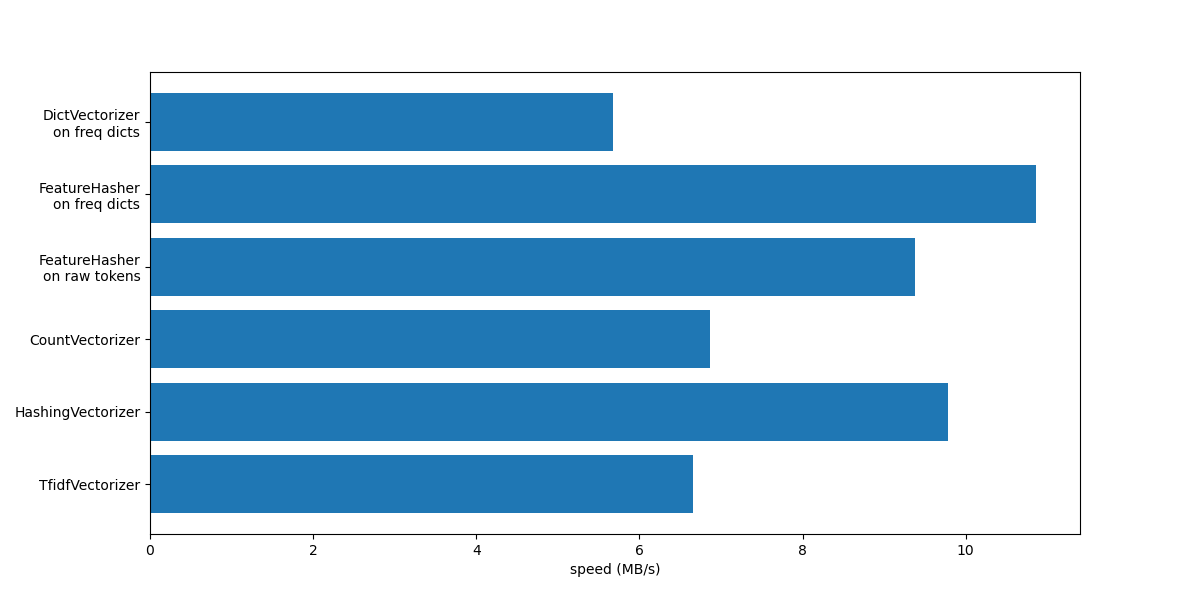 DictVectorizer
on freq dicts
FeatureHasher
on freq dicts
FeatureHasher
on raw tokens
CountVectorizer
HashingVectorizer
TfidfVectorizer
0 2 4 6 8 10
speed (MB/s)